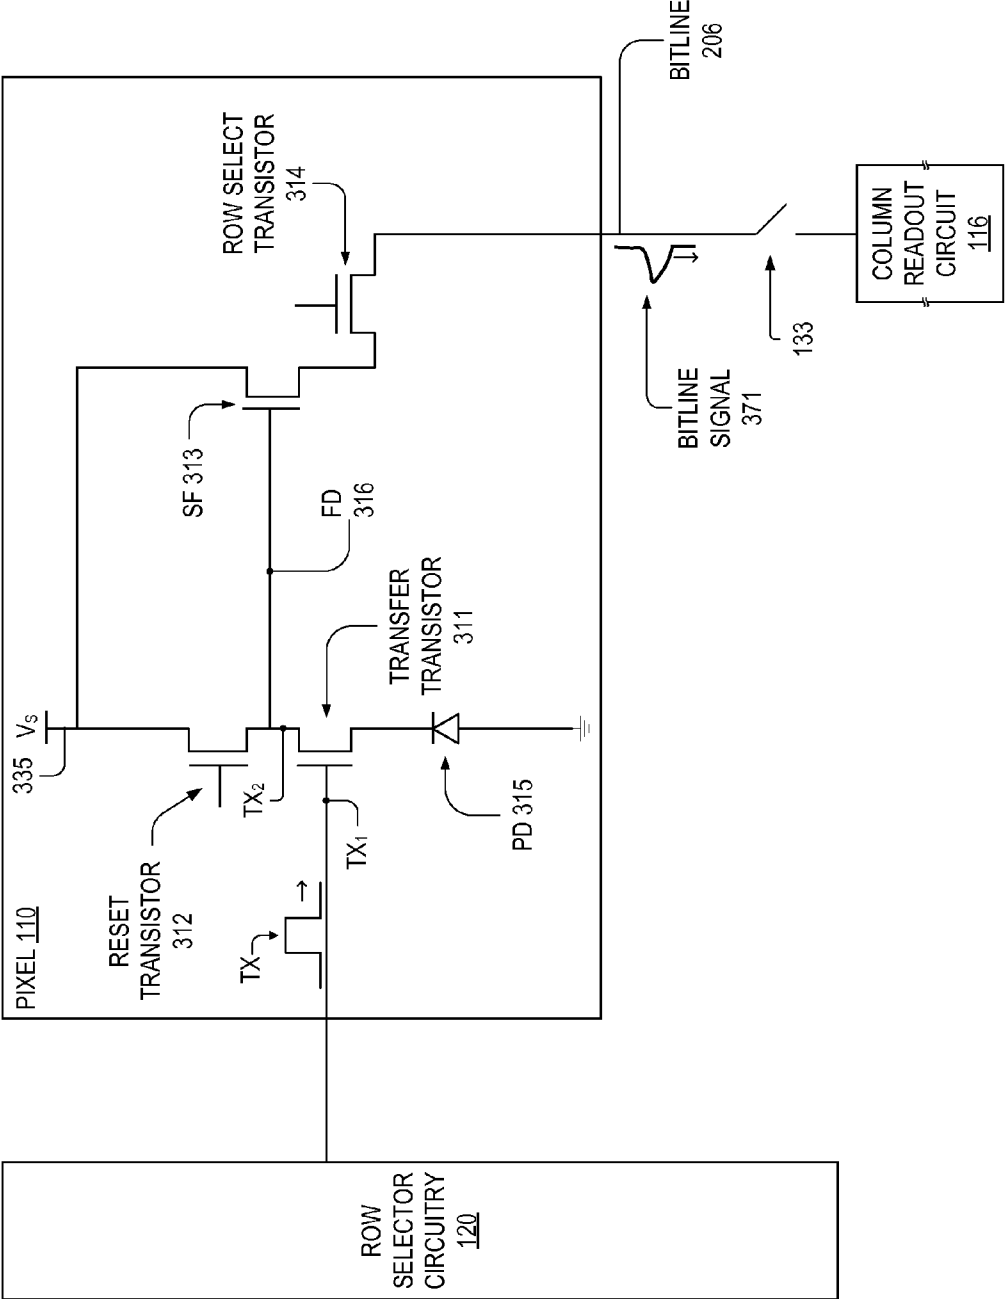 ROW
SELECTOR
CIRCUITRY
120
PIXEL 110
RESET
TRANSISTOR
312
TX
335
VS
TX2
TX1
PD 315
TRANSFER
TRANSISTOR
311
FD
316
SF 313
ROW SELECT
TRANSISTOR
314
BITLINE
SIGNAL
371
133
BITLINE
206
COLUMN
READOUT
CIRCUIT
116